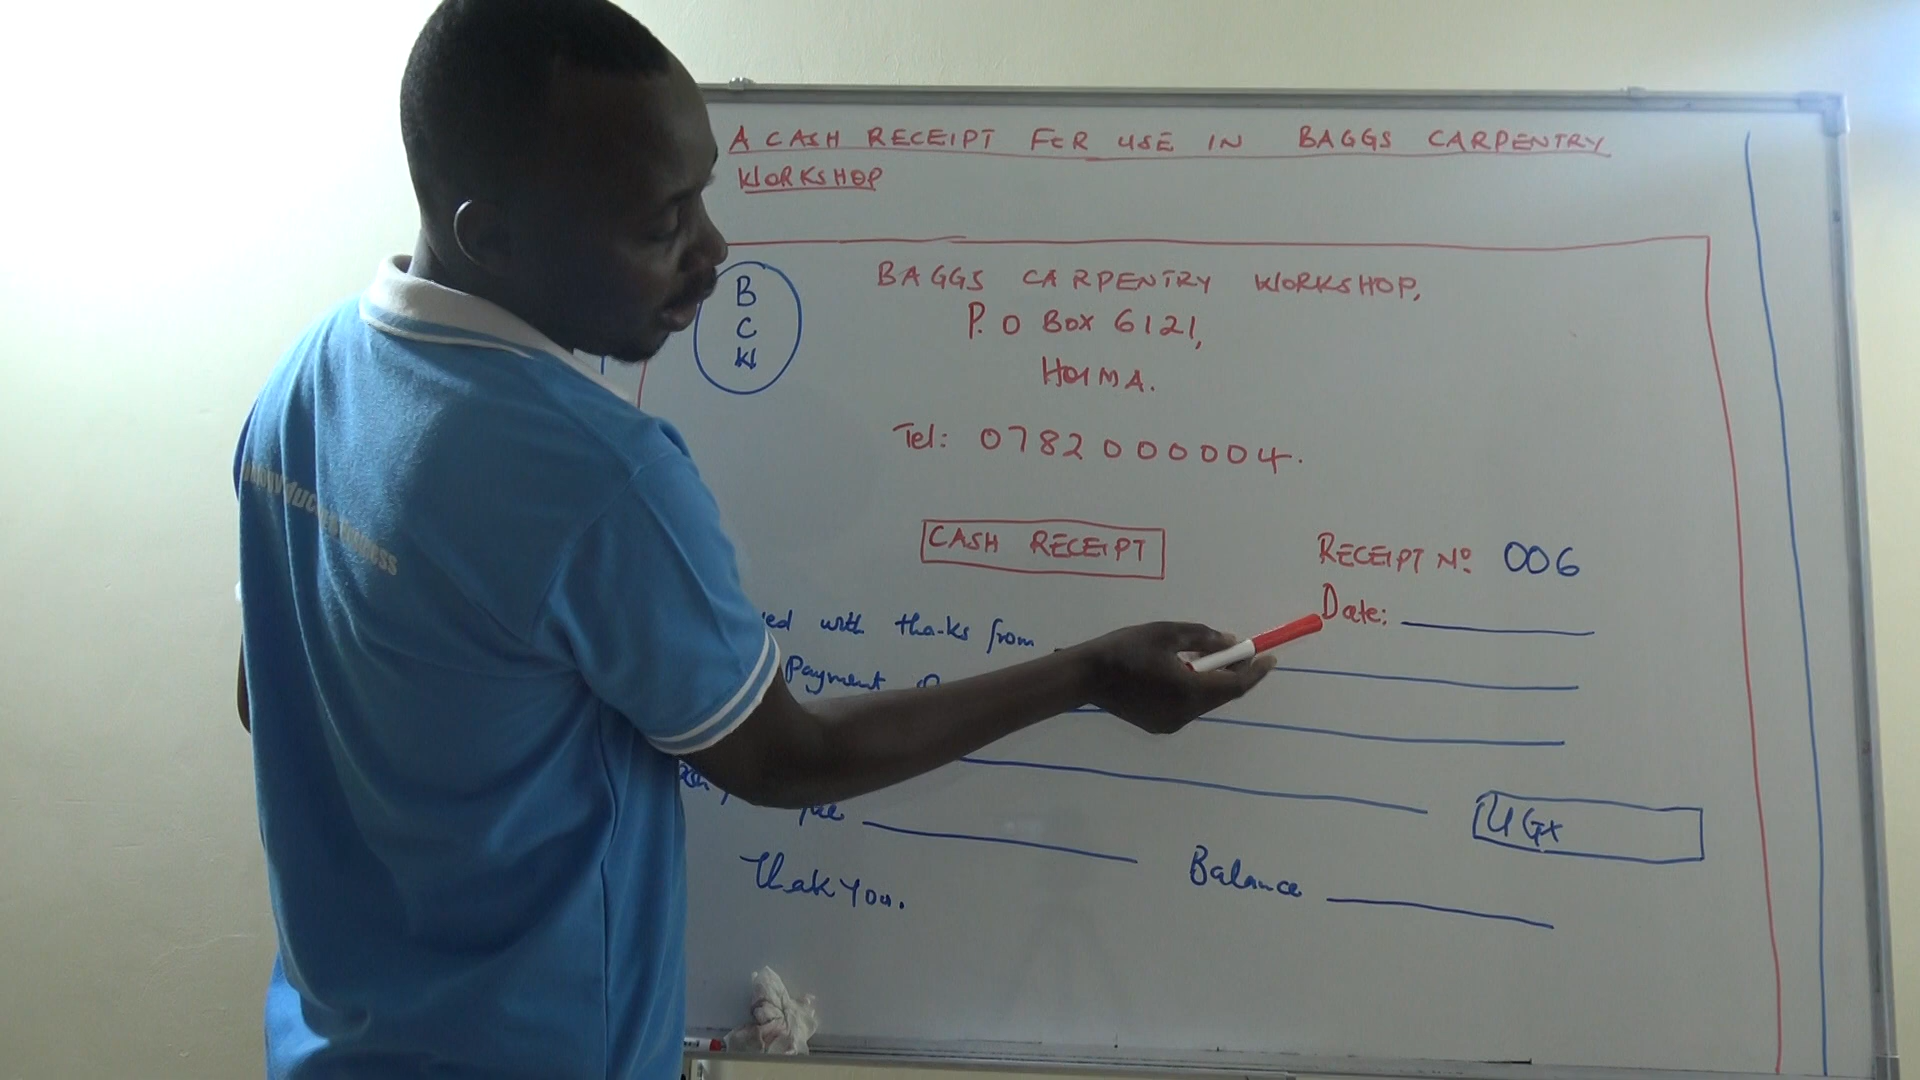 A CASH RECEIPT FOR USE IN BAGGS CARPENTRY
WORKSHOP
B
C
W
BAGGS CARPENTRY WORKSHOP,
P. O BOX 6121,
HOIMA.
Tel: 0782000004.
CASH RECEIPT
RECEIPT No 006
Date:
with thanks from
Payment
UGX
Balance
Thank You.